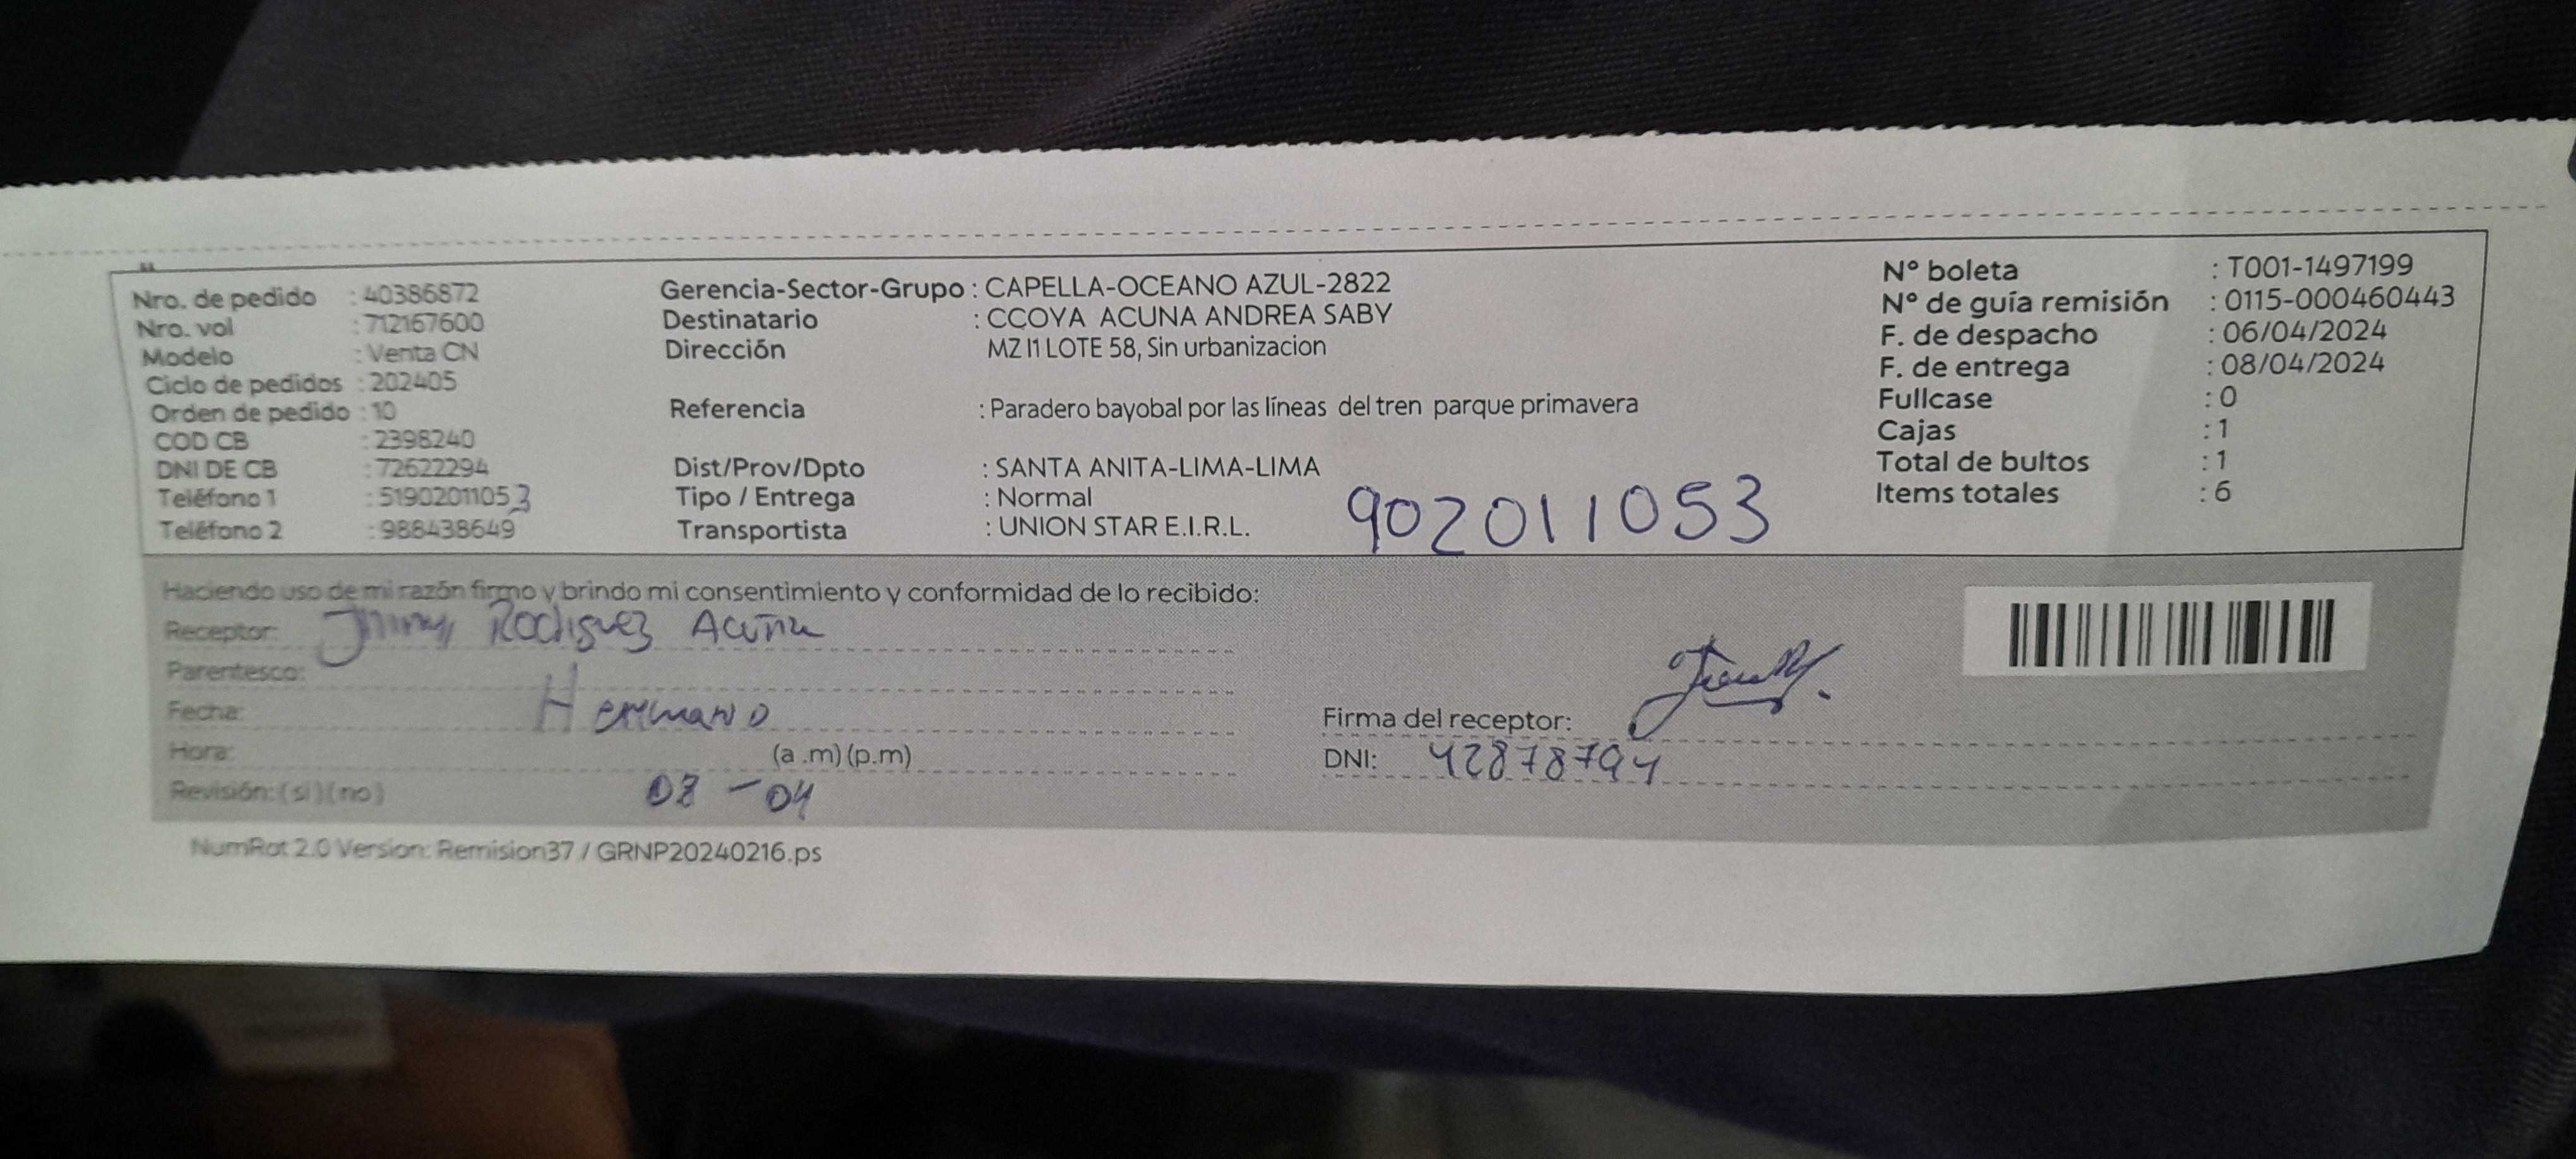 Nro. de pedido : 40386872
Nro. vol : 712167600
Modelo : Venta CN
Ciclo de pedidos : 202405
Orden de pedido : 10
COD CB : 2398240
DNI DE CB : 72622294
Teléfono 1 : 51902011053
Teléfono 2 : 988438649
Gerencia-Sector-Grupo : CAPELLA-OCEANO AZUL-2822
Destinatario : CCOYA ACUNA ANDREA SABY
Dirección MZ I1 LOTE 58, Sin urbanizacion
Referencia : Paradero bayobal por las líneas del tren parque primavera
Dist/Prov/Dpto : SANTA ANITA-LIMA-LIMA
Tipo / Entrega : Normal
Transportista : UNION STAR E.I.R.L.
902011053
N° boleta : T001-1497199
N° de guía remisión : 0115-000460443
F. de despacho : 06/04/2024
F. de entrega : 08/04/2024
Fullcase : 0
Cajas : 1
Total de bultos : 1
Items totales : 6
Haciendo uso de mi razón firmo y brindo mi consentimiento y conformidad de lo recibido:
Receptor: Jhimy Rodriguez Acuña
Parentesco:
Fecha: Hermano
Hora: (a .m) (p.m)
Revisión: (si) (no) 08 - 04
Firma del receptor:
DNI: 42878794
NumRot 2.0 Version: Remision37 / GRNP20240216.ps